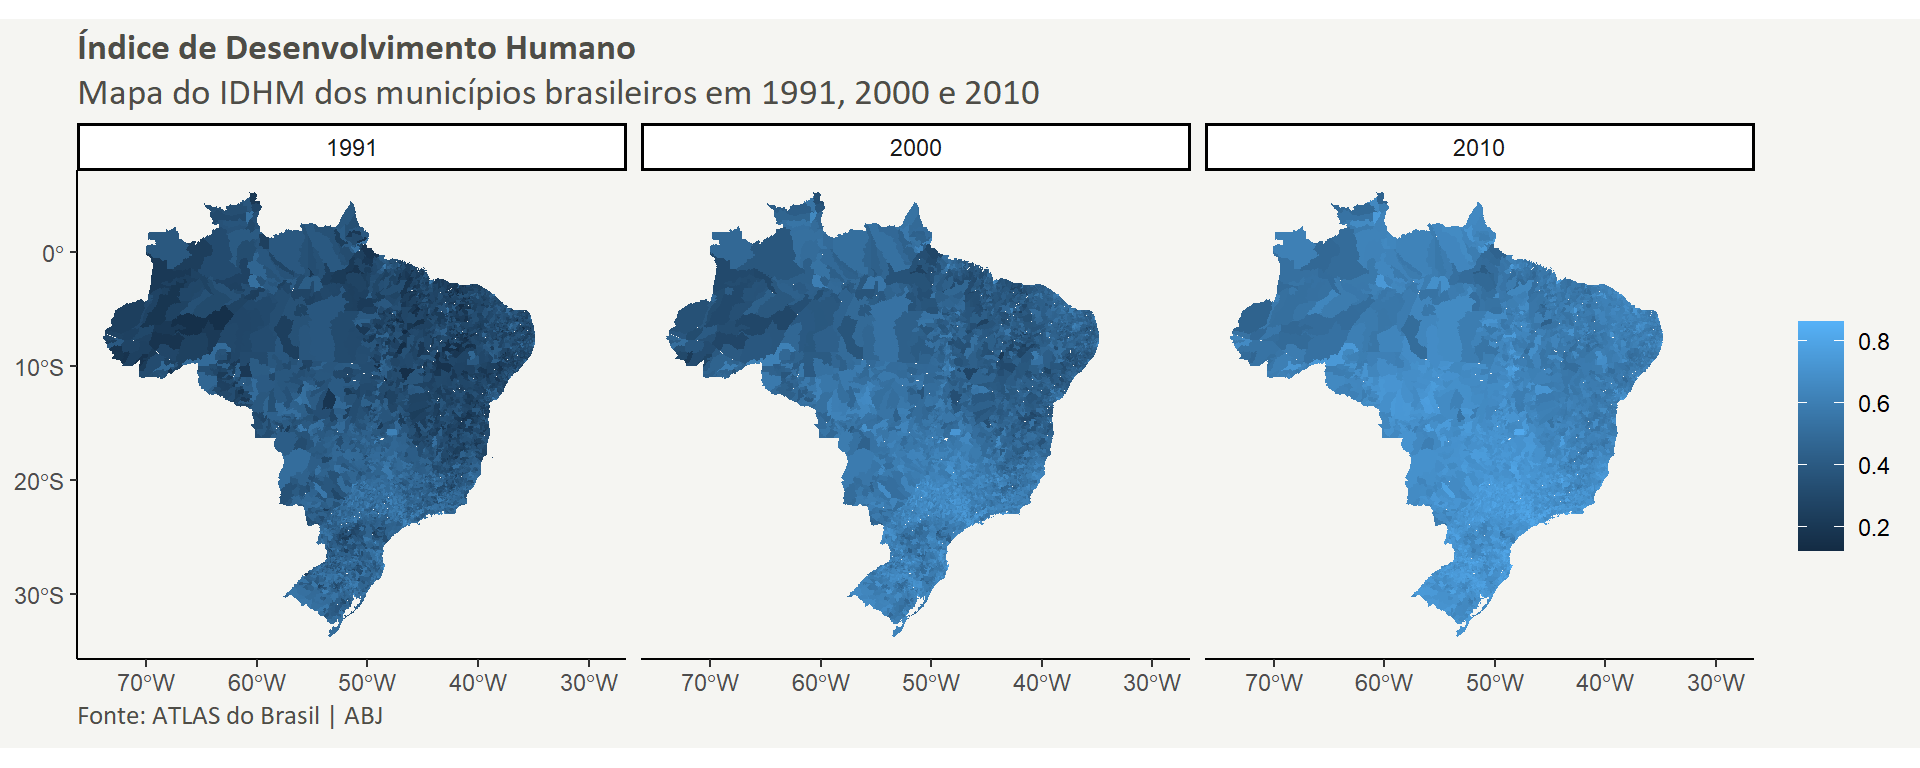 Índice de Desenvolvimento Humano
Mapa do IDHM dos municípios brasileiros em 1991, 2000 e 2010
1991 2000 2010
0°
10°S
20°S
30°S
0.8
0.6
0.4
0.2
70°W 60°W 50°W 40°W 30°W 70°W 60°W 50°W 40°W 30°W 70°W 60°W 50°W 40°W 30°W
Fonte: ATLAS do Brasil | ABJ